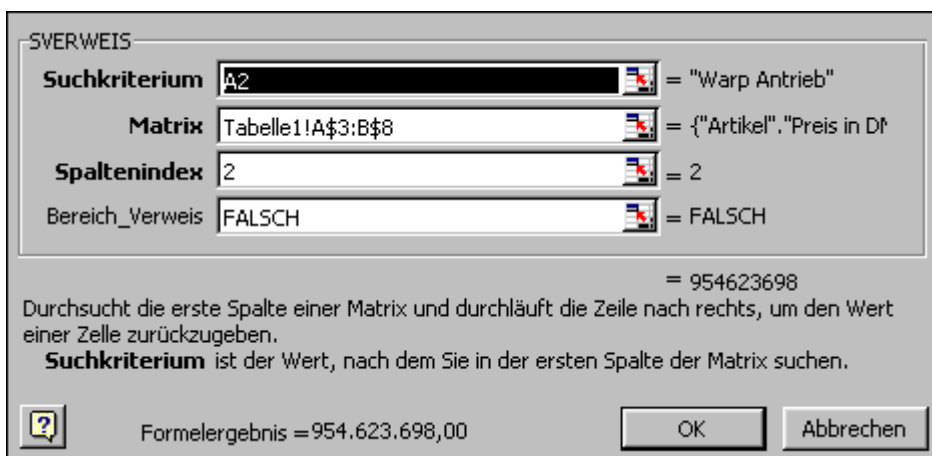 SVERWEIS
Suchkriterium A2 = "Warp Antrieb"
Matrix Tabelle1!A$3:B$8 = {"Artikel"."Preis in DM
Spaltenindex 2 = 2
Bereich_Verweis FALSCH = FALSCH
= 954623698
Durchsucht die erste Spalte einer Matrix und durchläuft die Zeile nach rechts, um den Wert
einer Zelle zurückzugeben.
Suchkriterium ist der Wert, nach dem Sie in der ersten Spalte der Matrix suchen.
? Formelergebnis =954.623.698,00 OK Abbrechen